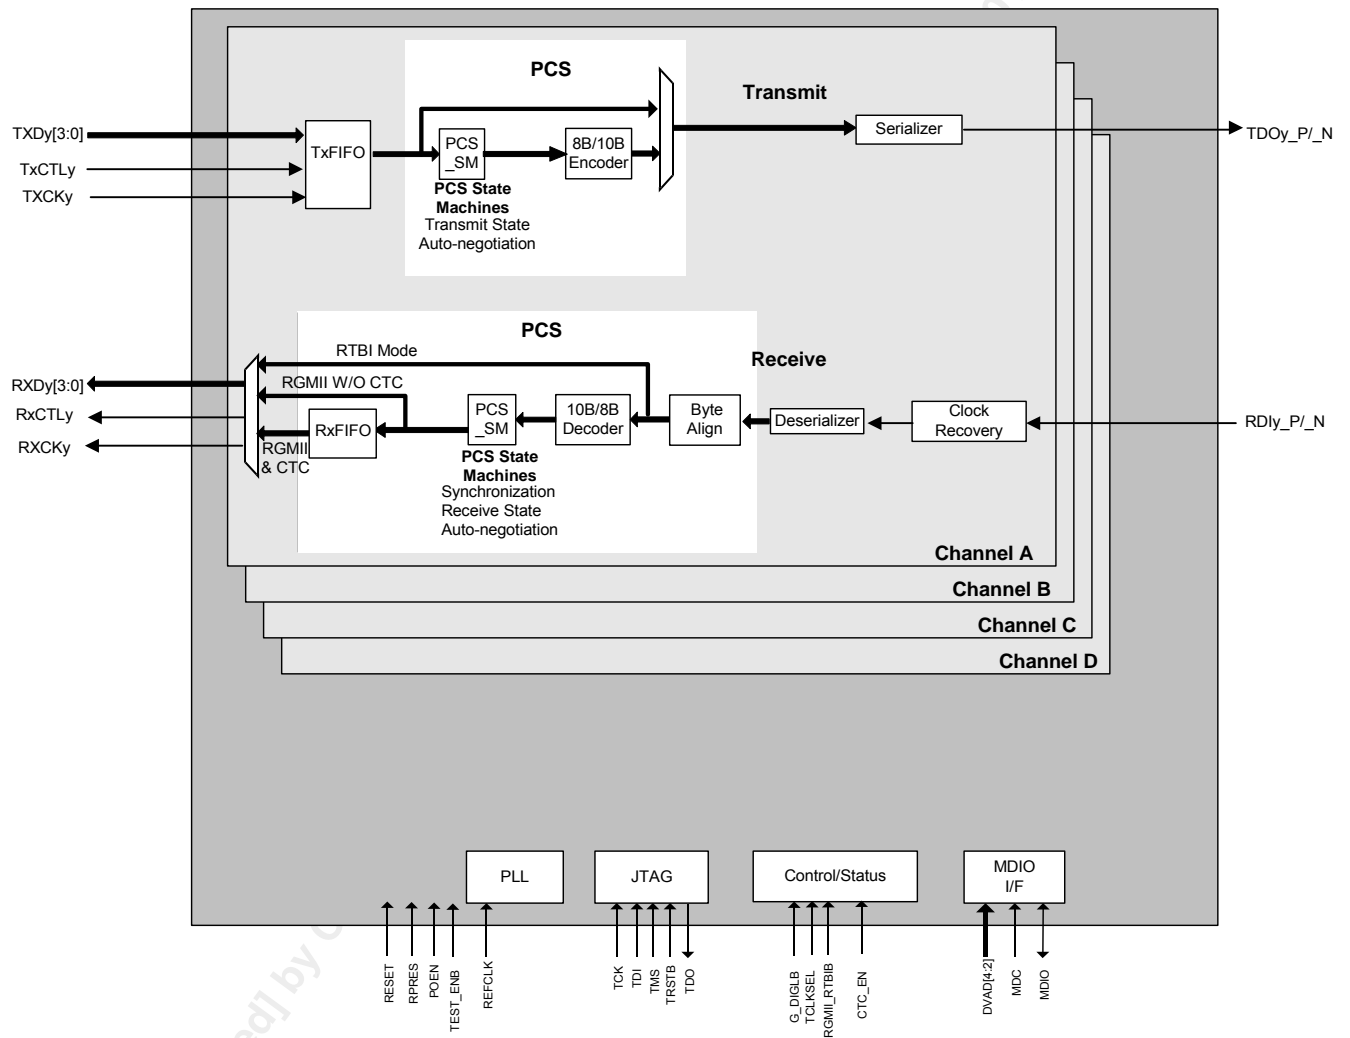 PCS
Transmit
TXDy[3:0]
TxCTLy
TXCKy
TxFIFO
PCS
_SM
8B/10B
Encoder
Serializer
TDOy_P/_N
PCS State
Machines
Transmit State
Auto-negotiation
PCS
Receive
RTBI Mode
RGMII W/O CTC
RXDy[3:0]
RxCTLy
RXCKy
RxFIFO
RGMII
& CTC
PCS
_SM
10B/8B
Decoder
Byte
Align
Deserializer
Clock
Recovery
RDIy_P/_N
PCS State
Machines
Synchronization
Receive State
Auto-negotiation
Channel A
Channel B
Channel C
Channel D
PLL
JTAG
Control/Status
MDIO
I/F
RESET
RPRES
POEN
TEST_ENB
REFCLK
TCK
TDI
TMS
TRSTB
TDO
G_DIGLB
TCLKSEL
RGMII_RTBIB
CTC_EN
DVAD[4:2]
MDC
MDIO
ed] by